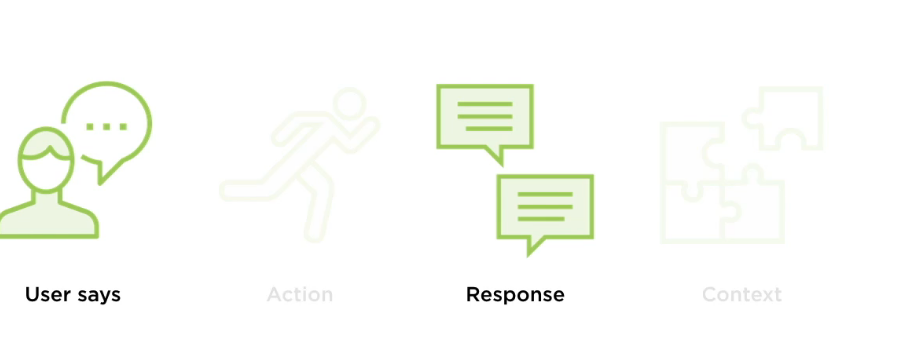 User says
Action
Response
Context